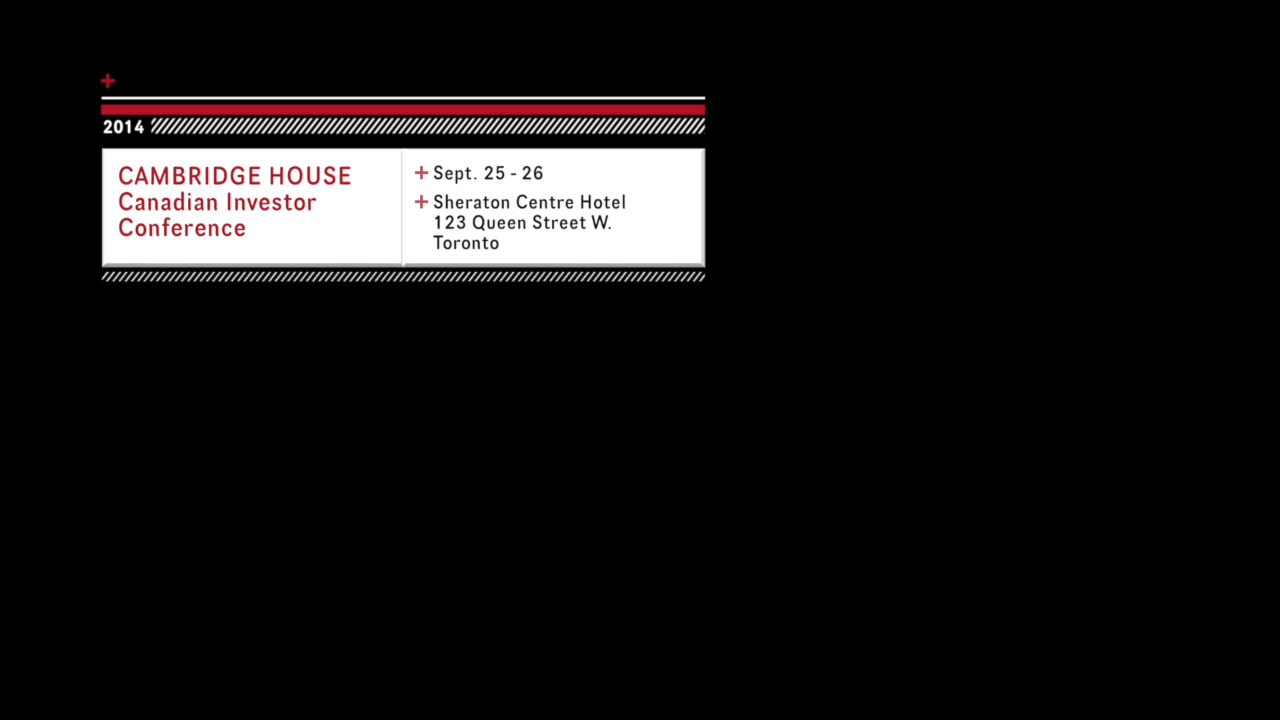 2014
CAMBRIDGE HOUSE
Canadian Investor
Conference
+ Sept. 25 - 26
+ Sheraton Centre Hotel
123 Queen Street W.
Toronto